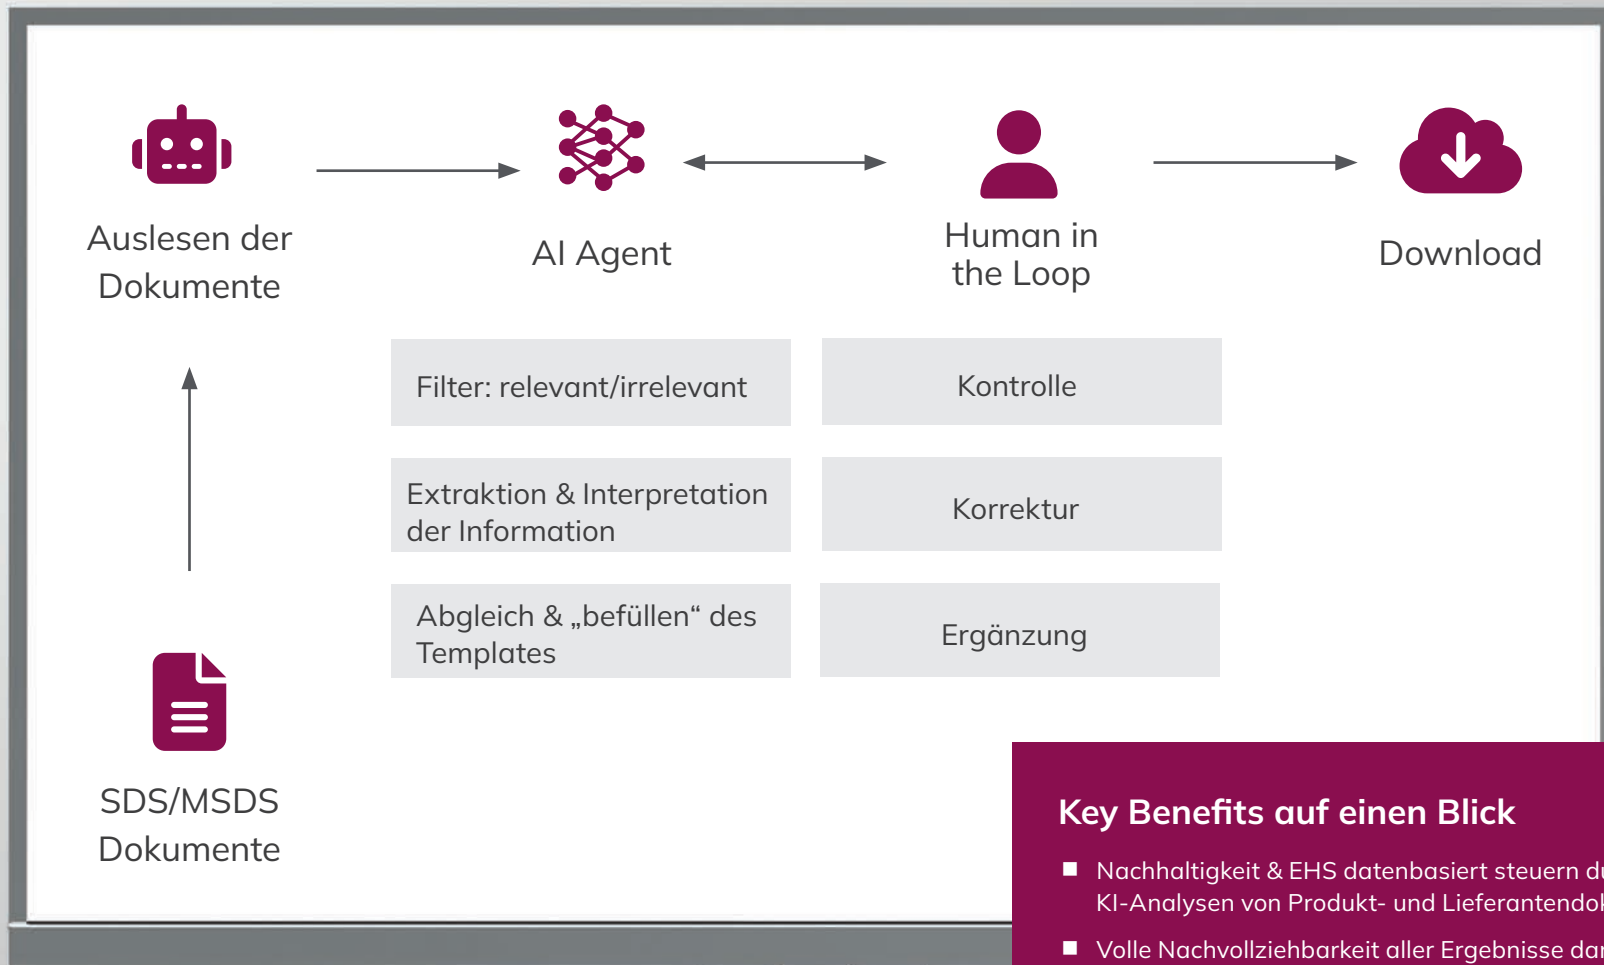 Auslesen der
Dokumente
AI Agent
Human in
the Loop
Download
Filter: relevant/irrelevant
Kontrolle
Extraktion & Interpretation
der Information
Korrektur
Abgleich & „befüllen“ des
Templates
Ergänzung
SDS/MSDS
Dokumente
Key Benefits auf einen Blick
Nachhaltigkeit & EHS datenbasiert steuern
KI-Analysen von Produkt- und
Volle Nachvollziehbarkeit aller Ergebnisse